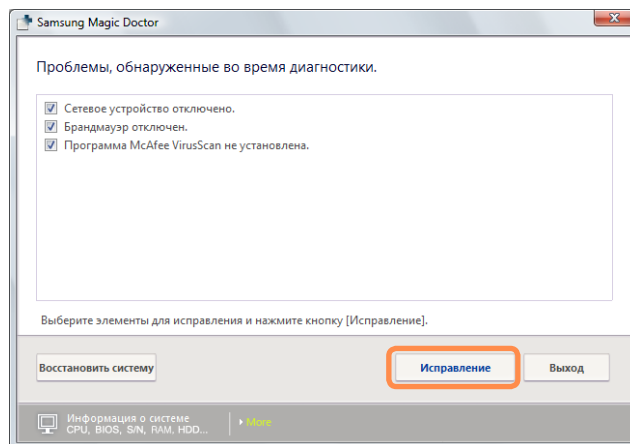 Samsung Magic Doctor
Проблемы, обнаруженные во время диагностики.
Сетевое устройство отключено.
Брандмауэр отключен.
Программа McAfee VirusScan не установлена.
Выберите элементы для исправления и нажмите кнопку [Исправление].
Восстановить систему
Исправление
Выход
Информация о системе
CPU, BIOS, S/N, RAM, HDD...
More